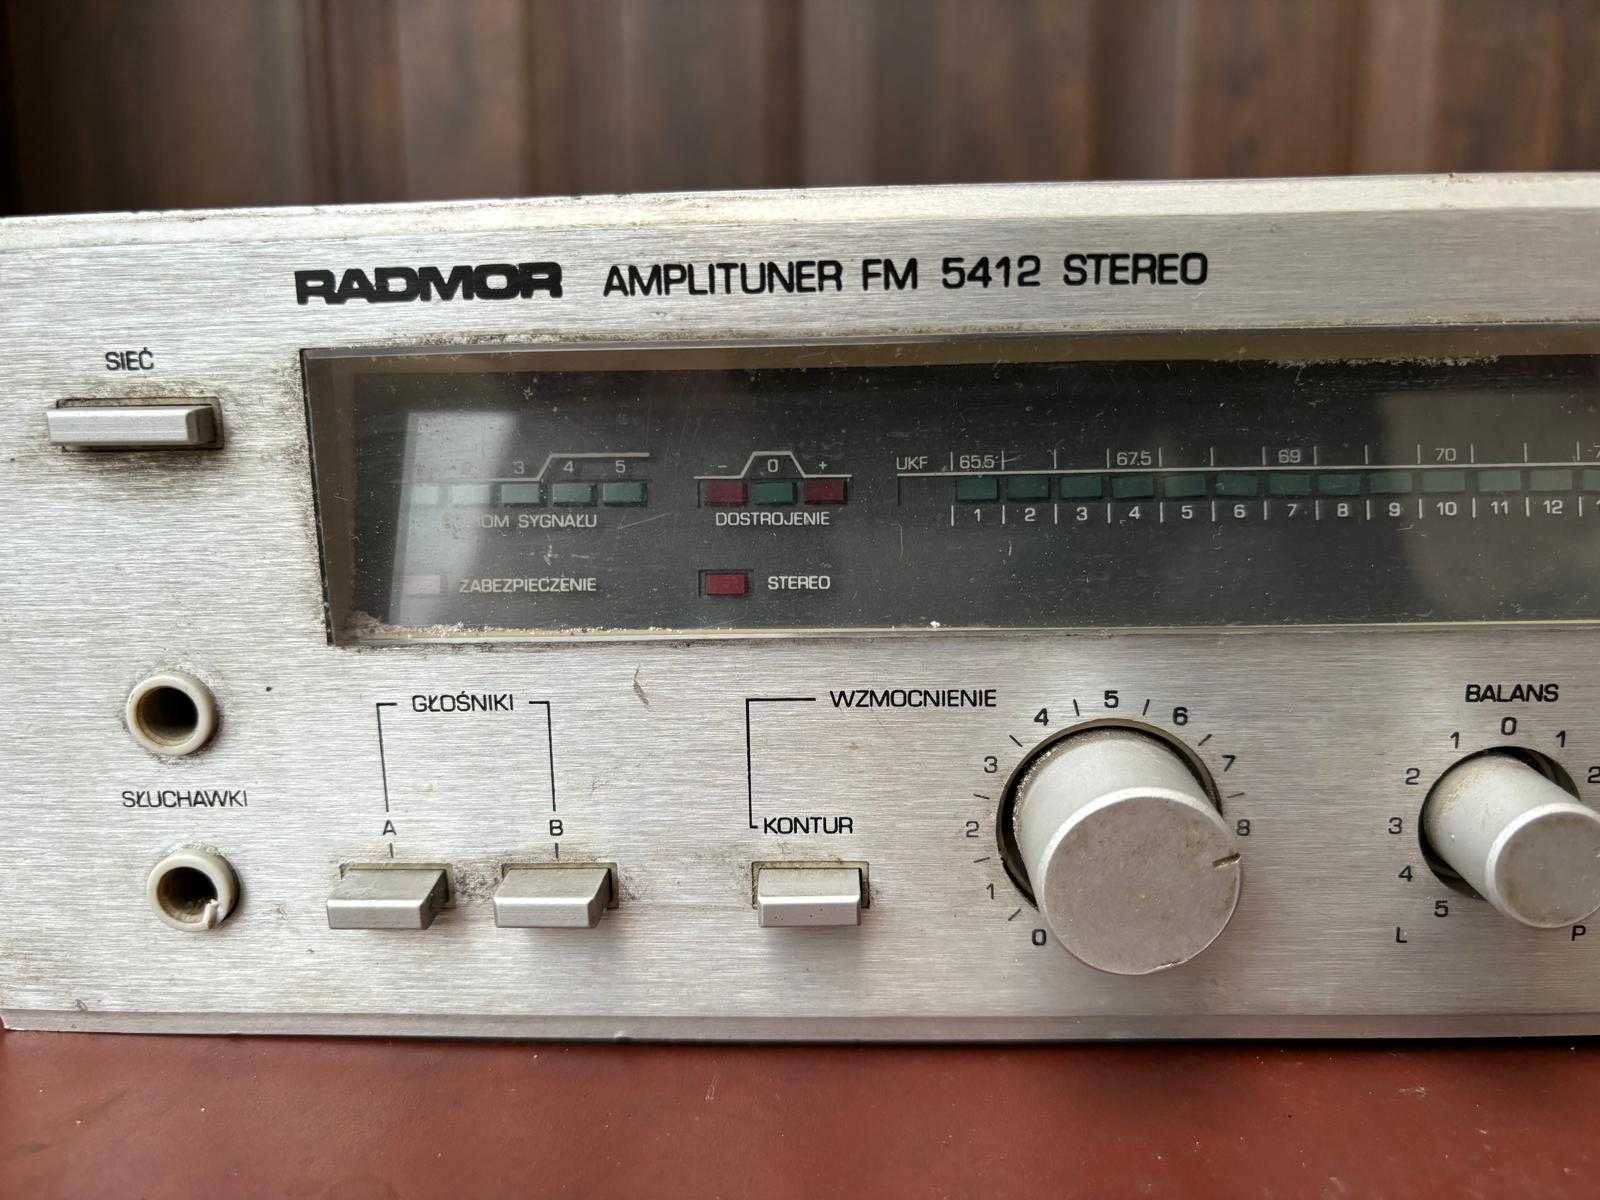 RADMOR AMPLITUNER FM 5412 STEREO
SIEĆ
3 4 5
- 0 +
UKF 65.5 67.5 69 70
1 2 3 4 5 6 7 8 9 10 11 12
SYGNAŁU
DOSTROJENIE
ZABEZPIECZENIE
STEREO
SŁUCHAWKI
GŁOŚNIKI
A B
WZMOCNIENIE
KONTUR
0 1 2 3 4 5 6 7 8
BALANS
5 4 3 2 1 0 1 2
L P